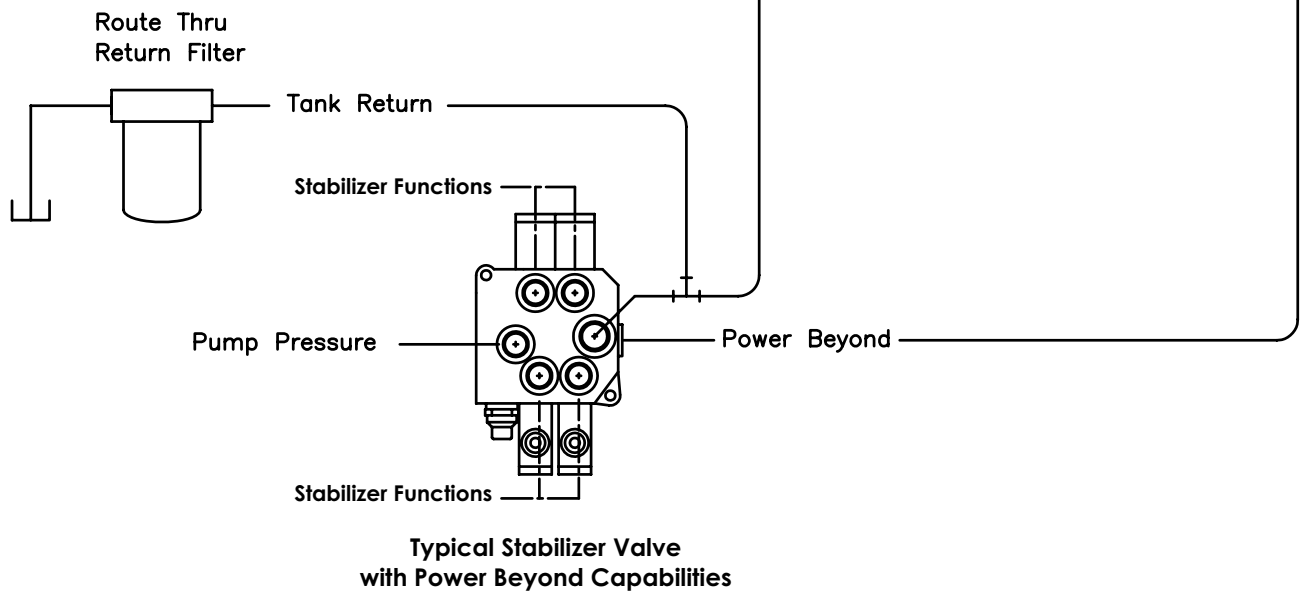 Route Thru
Return Filter
Tank Return
Stabilizer Functions
Pump Pressure
Power Beyond
Stabilizer Functions
Typical Stabilizer Valve
with Power Beyond Capabilities